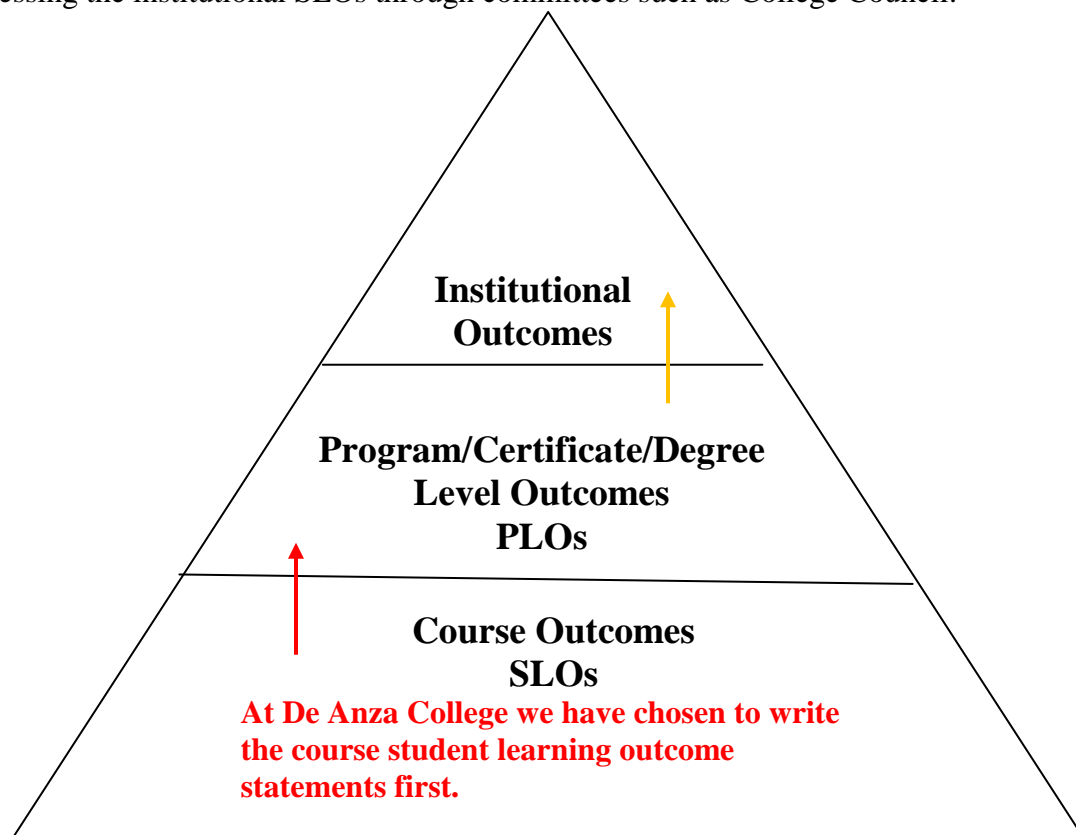 essing the institutional SLOs through committees such as College Council.
Institutional
Outcomes
Program/Certificate/Degree
Level Outcomes
PLOs
Course Outcomes
SLOs
At De Anza College we have chosen to write
the course student learning outcome
statements first.